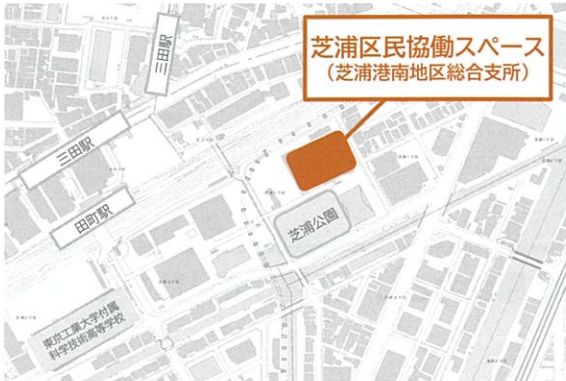 芝浦区民協働スペース
(芝浦港南地区総合支所)
三田駅
三田駅
田町駅
芝浦公園
東京工業大学付属
科学技術高等学校